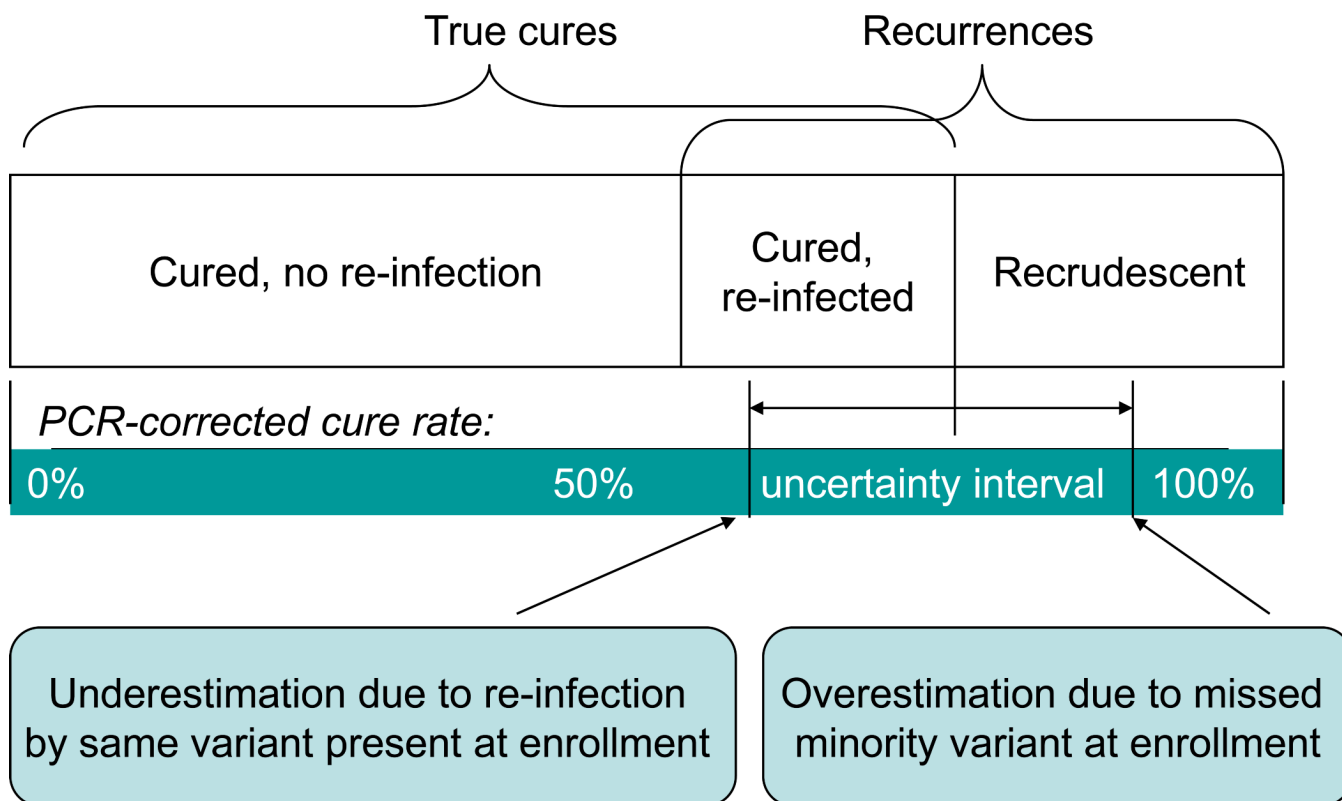 True cures
Recurrences
Cured, no re-infection
Cured,
re-infected
Recrudescent
PCR-corrected cure rate:
0%
50%
uncertainty interval
100%
Underestimation due to re-infection
by same variant present at enrollment
Overestimation due to missed
minority variant at enrollment